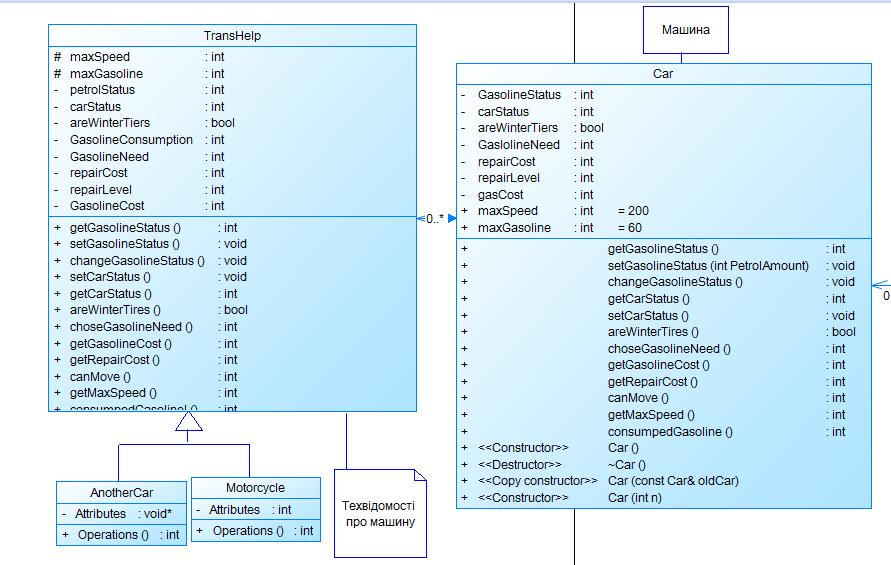 TransHelp
# maxSpeed : int
# maxGasoline : int
- petrolStatus : int
- carStatus : int
- areWinterTiers : bool
- GasolineConsumption : int
- GasolineNeed : int
- repairCost : int
- repairLevel : int
- GasolineCost : int
+ getGasolineStatus () : int
+ setGasolineStatus () : void
+ changeGasolineStatus () : void
+ setCarStatus () : void
+ getCarStatus () : int
+ areWinterTires () : bool
+ choseGasolineNeed () : int
+ getGasolineCost () : int
+ getRepairCost () : int
+ canMove () : int
+ getMaxSpeed () : int
+ : int
AnotherCar
- Attributes : void*
+ Operations () : int
Motorcycle
- Attributes : int
+ Operations () : int
Техвідомості
про машину
0..*
Машина
Car
- GasolineStatus : int
- carStatus : int
- areWinterTiers : bool
- GaslolineNeed : int
- repairCost : int
- repairLevel : int
- gasCost : int
+ maxSpeed : int = 200
+ maxGasoline : int = 60
+ getGasolineStatus () : int
+ setGasolineStatus (int PetrolAmount) : void
+ changeGasolineStatus () : void
+ getCarStatus () : int
+ setCarStatus () : void
+ areWinterTires () : bool
+ choseGasolineNeed () : int
+ getGasolineCost () : int
+ getRepairCost () : int
+ canMove () : int
+ getMaxSpeed () : int
+ consumpedGasoline () : int
+ <<Constructor>> Car ()
+ <<Destructor>> ~Car ()
+ <<Copy constructor>> Car (const Car& oldCar)
+ <<Constructor>> Car (int n)
0